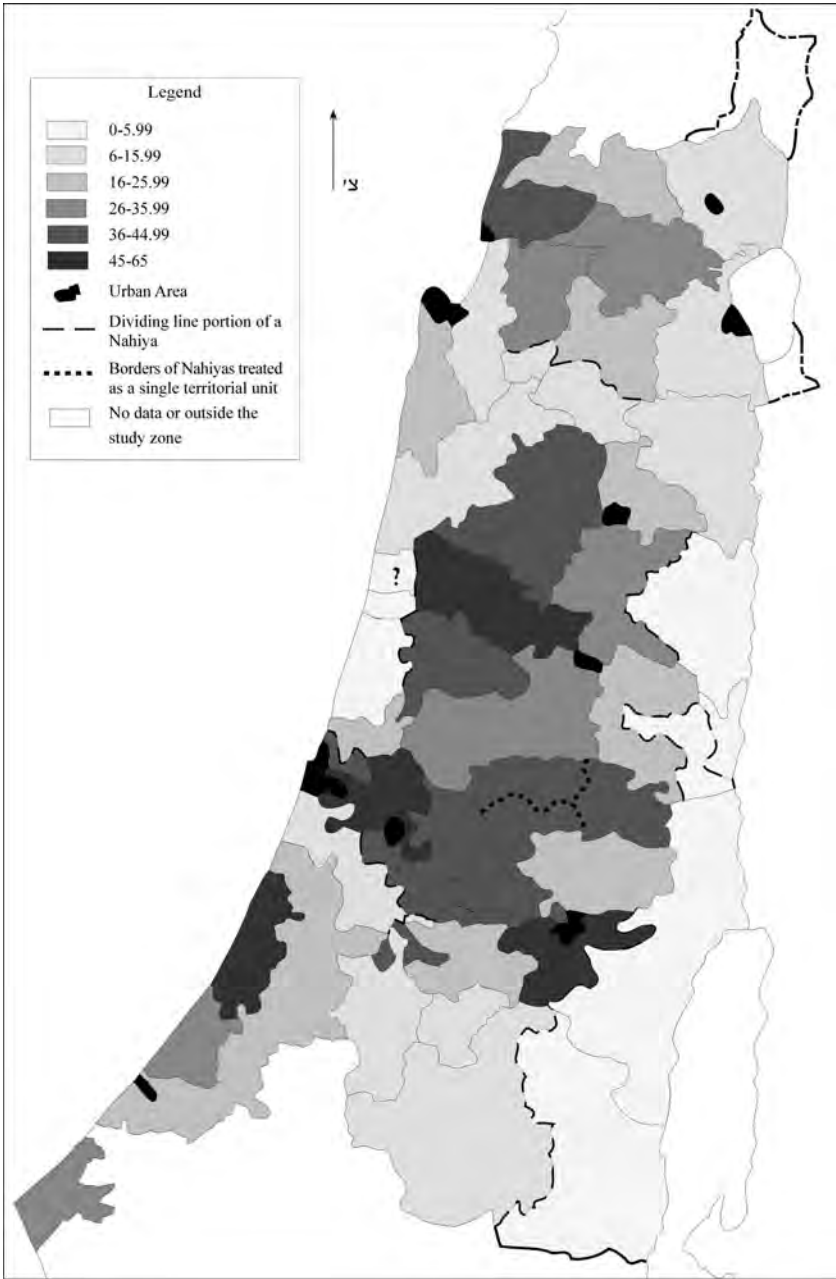 Legend
0-5.99
6-15.99
16-25.99
26-35.99
36-44.99
45-65
Urban Area
Dividing line portion of a
Nahiya
Borders of Nahiyas treated
as a single territorial unit
No data or outside the
study zone
?